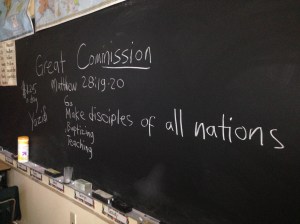 Great Commission
Matthew 28:19-20
Go
Make disciples of all nations
Baptizing
Teaching